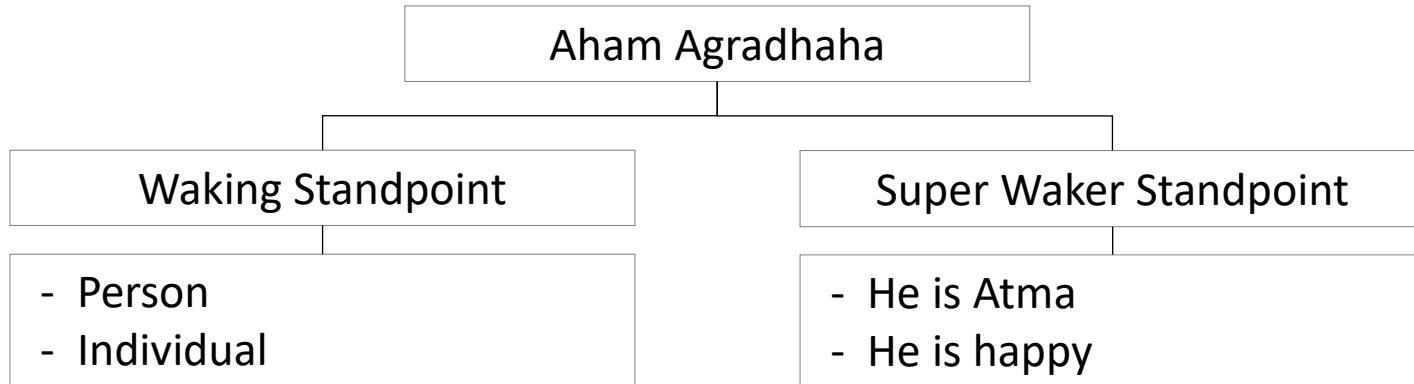 Aham Agradhaha
Waking Standpoint
Super Waker Standpoint
- Person
- Individual
- He is Atma
- He is happy